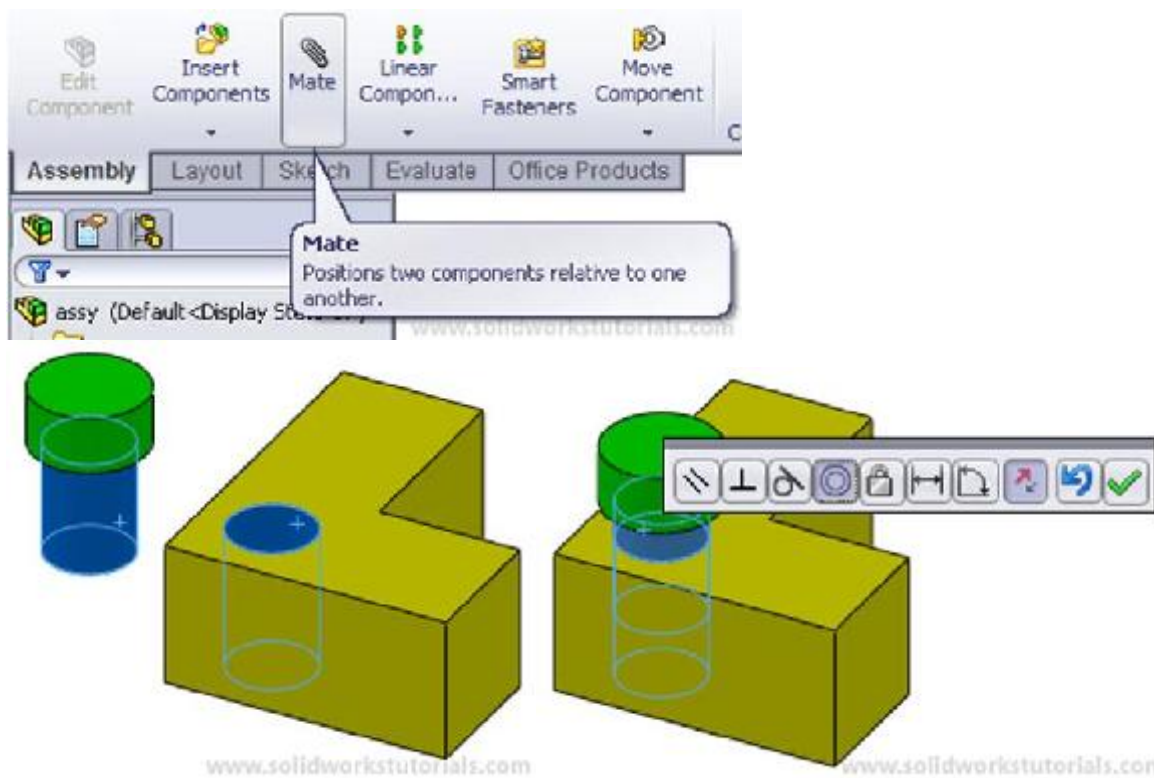 Edit Component
Insert Components
Mate
Linear Compon...
Smart Fasteners
Move Component
C
Assembly Layout Sketch Evaluate Office Products
Mate
Positions two components relative to one
another.
assy (Default<Display
www.solidworkstutorials.com
www.solidworkstutorials.com
www.solidworkstutorials.com